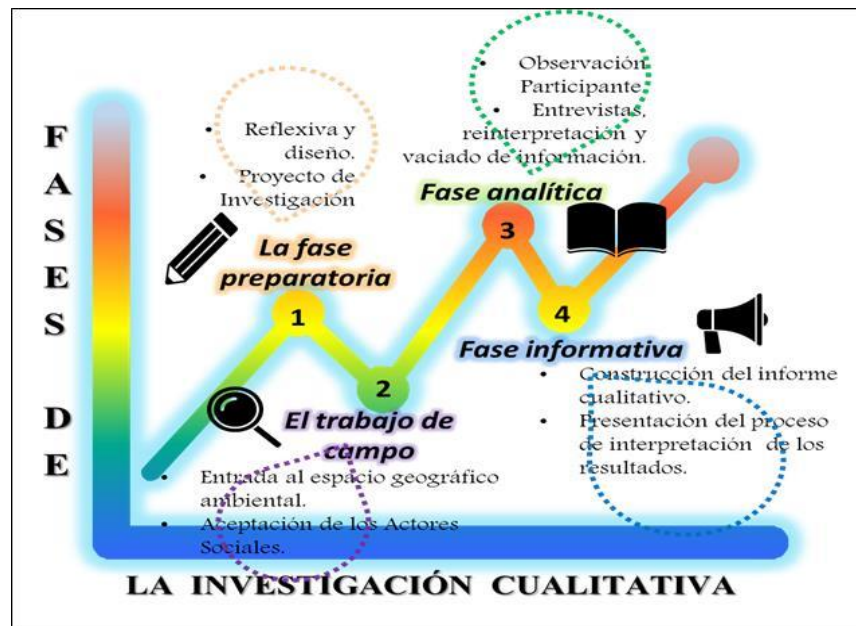 FASES DE
• Reflexiva y
diseño.
• Proyecto de
Investigación
La fase
preparatoria
1
• Observación
Participante
• Entrevistas,
reinterpretación y
vaciado de información.
Fase analítica
3
2
El trabajo de
campo
• Entrada al espacio geográfico
ambiental.
• Aceptación de los Actores
Sociales.
4
Fase informativa
• Construcción del informe
cualitativo.
• Presentación del proceso
de interpretación de los
resultados.
LA INVESTIGACIÓN CUALITATIVA